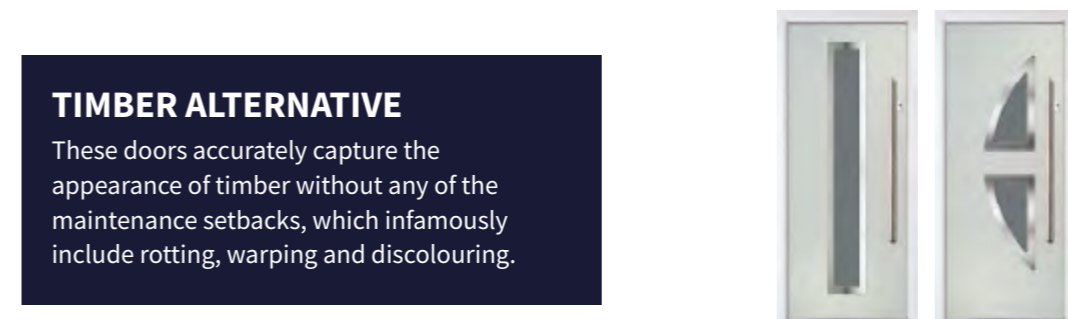 TIMBER ALTERNATIVE
These doors accurately capture the
appearance of timber without any of the
maintenance setbacks, which infamously
include rotting, warping and discolouring.